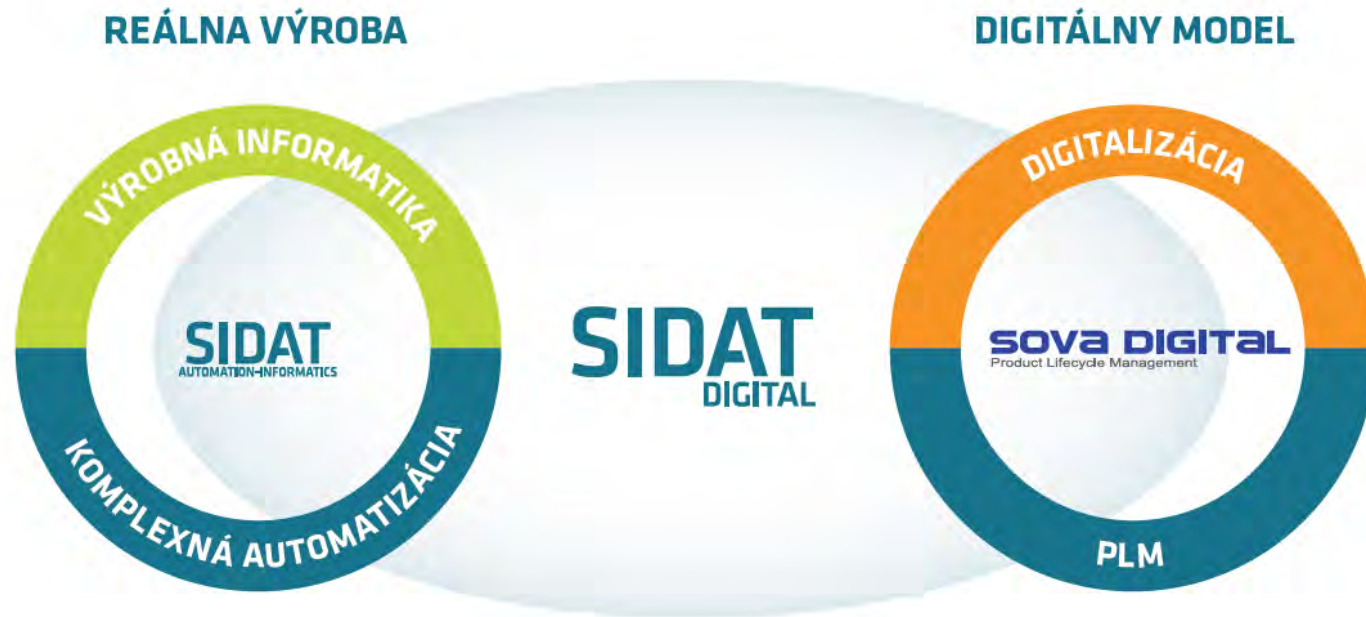 REÁLNA VÝROBA
DIGITÁLNY MODEL
VÝROBNÁ INFORMATIKA
SIDAT
AUTOMATION-INFORMATICS
KOMPLEXNÁ AUTOMATIZÁCIA
SIDAT
DIGITAL
DIGITALIZÁCIA
SOVA DIGITAL
Product Lifecycle Management
PLM